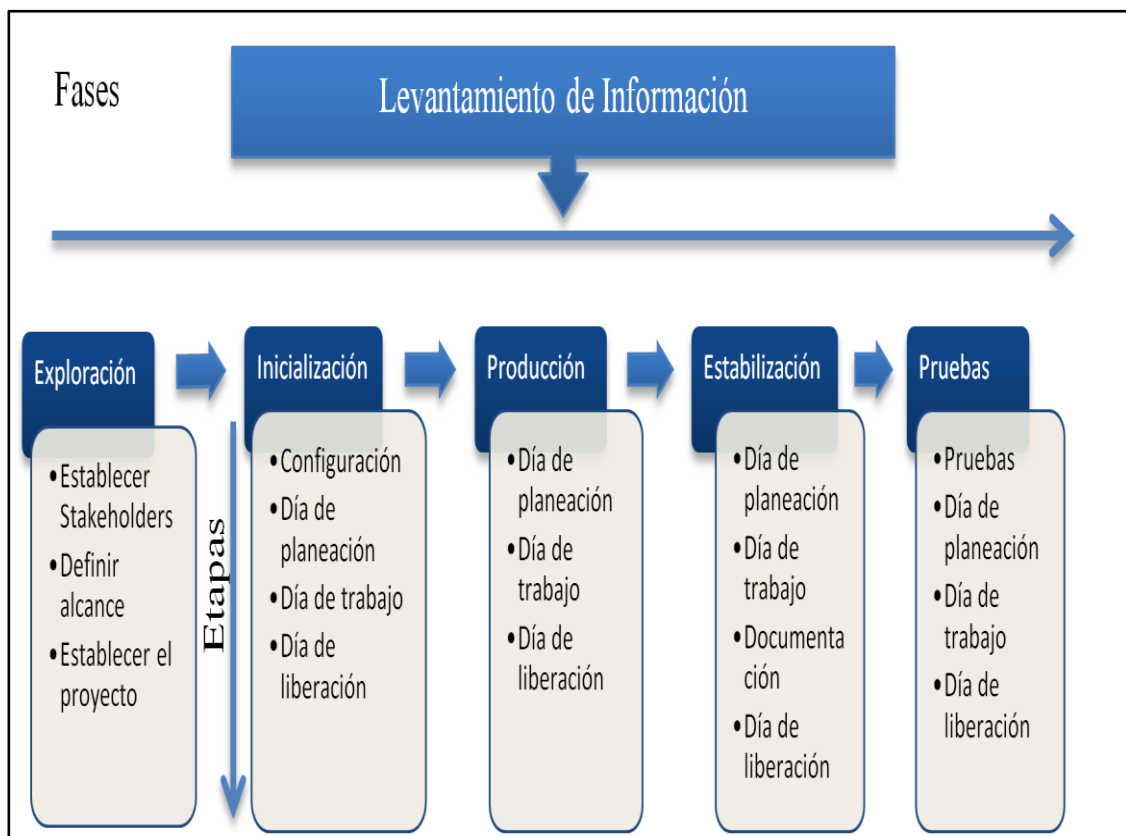 Fases
Levantamiento de Información
Exploración
•Establecer
Stakeholders
•Definir
alcance
•Establecer el
proyecto
Etapas
Inicialización
•Configuración
•Día de
planeación
•Día de trabajo
•Día de
liberación
Producción
•Día de
planeación
•Día de
trabajo
•Día de
liberación
Estabilización
•Día de
planeación
•Día de
trabajo
•Documenta
ción
•Día de
liberación
Pruebas
•Pruebas
•Día de
planeación
•Día de
trabajo
•Día de
liberación